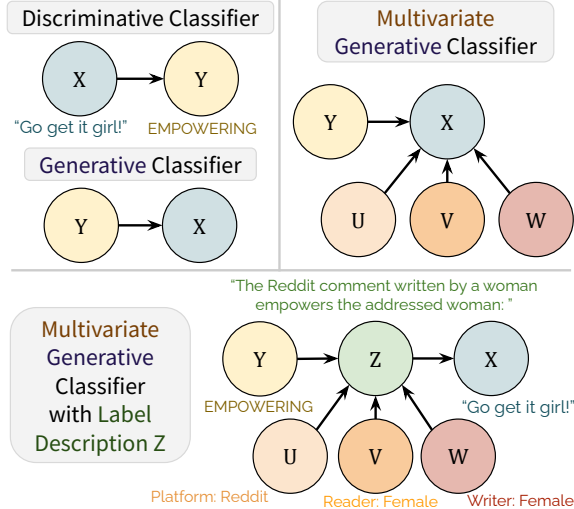 Discriminative Classifier
X
Y
"Go get it girl!"
EMPOWERING
Generative Classifier
Y
X
Multivariate
Generative Classifier
Y
X
U
V
W
"The Reddit comment written by a woman
empowers the addressed woman: "
Multivariate
Generative
Classifier
with Label
Description Z
Y
Z
X
EMPOWERING
"Go get it girl!"
U
V
W
Platform: Reddit
Reader: Female
Writer: Female